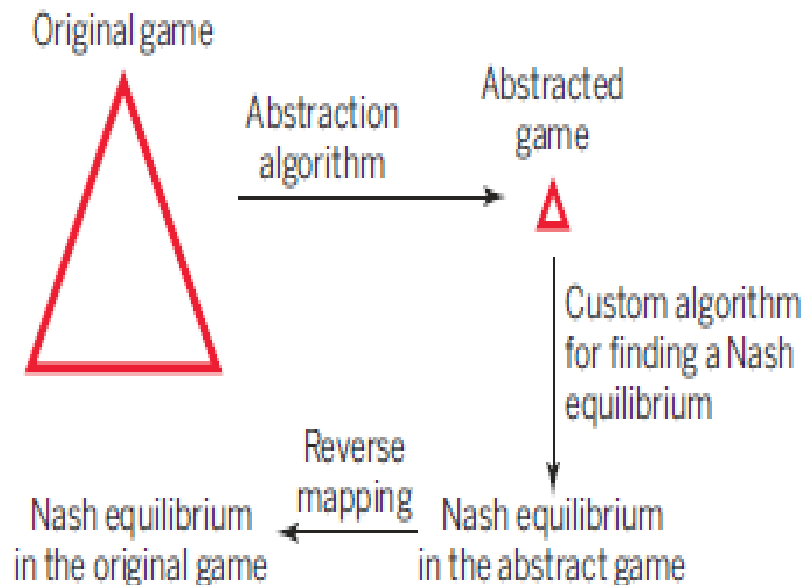 Original game
Abstraction
algorithm
Abstracted
game
Custom algorithm
for finding a Nash
equilibrium
Reverse
mapping
Nash equilibrium
in the original game
Nash equilibrium
in the abstract game